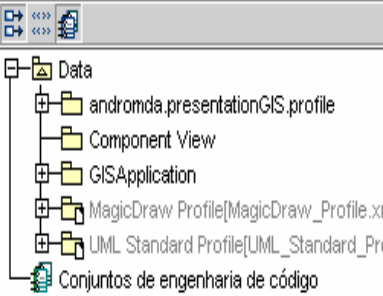 Data
andromda.presentationGIS.profile
Component View
GISApplication
MagicDraw Profile[MagicDraw_Profile.x
UML Standard Profile[UML_Standard_Pr
Conjuntos de engenharia de código